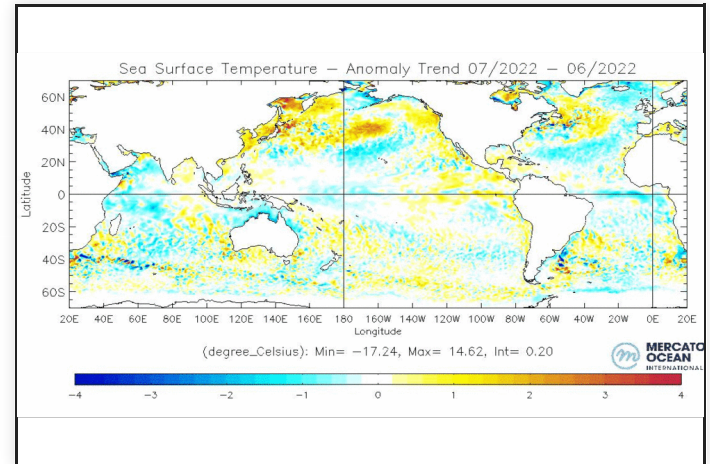 Sea Surface Temperature – Anomaly Trend 07/2022 – 06/2022
60N
40N
20N
0
20S
40S
60S
Latitude
20E 40E 60E 80E 100E 120E 140E 160E 180 160W 140W 120W 100W 80W 60W 40W 20W 0E 20E
Longitude
(degree_Celsius): Min= −17.24, Max= 14.62, Int= 0.20
MERCATO
OCEAN
INTERNATIONAL
−4 −3 −2 −1 0 1 2 3 4